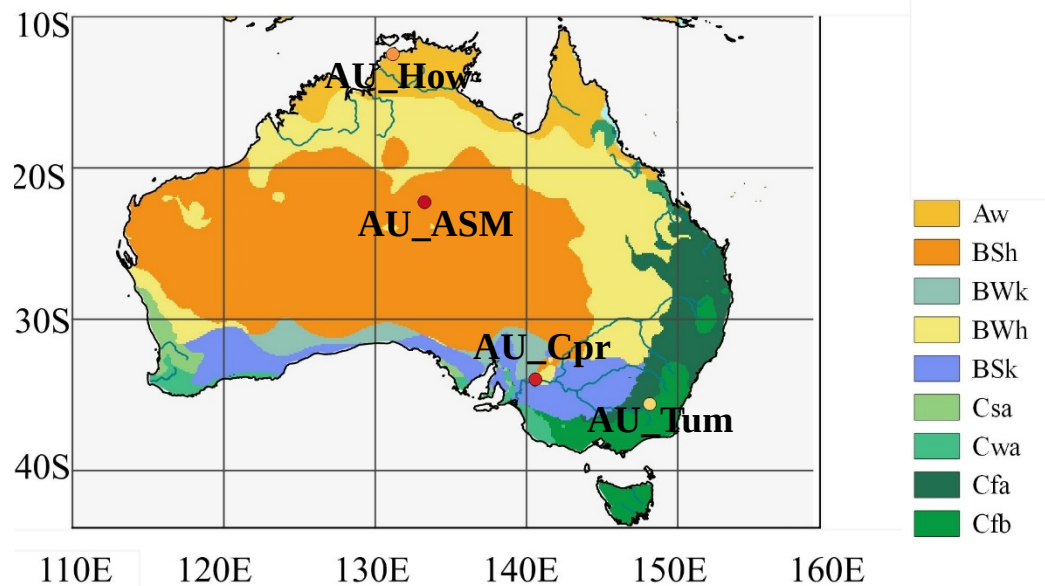 10S
AU_How
20S
AU_ASM
30S
AU_Cpr
AU_Tum
40S
110E 120E 130E 140E 150E 160E
Aw
BSh
BWk
BWh
BSk
Csa
Cwa
Cfa
Cfb